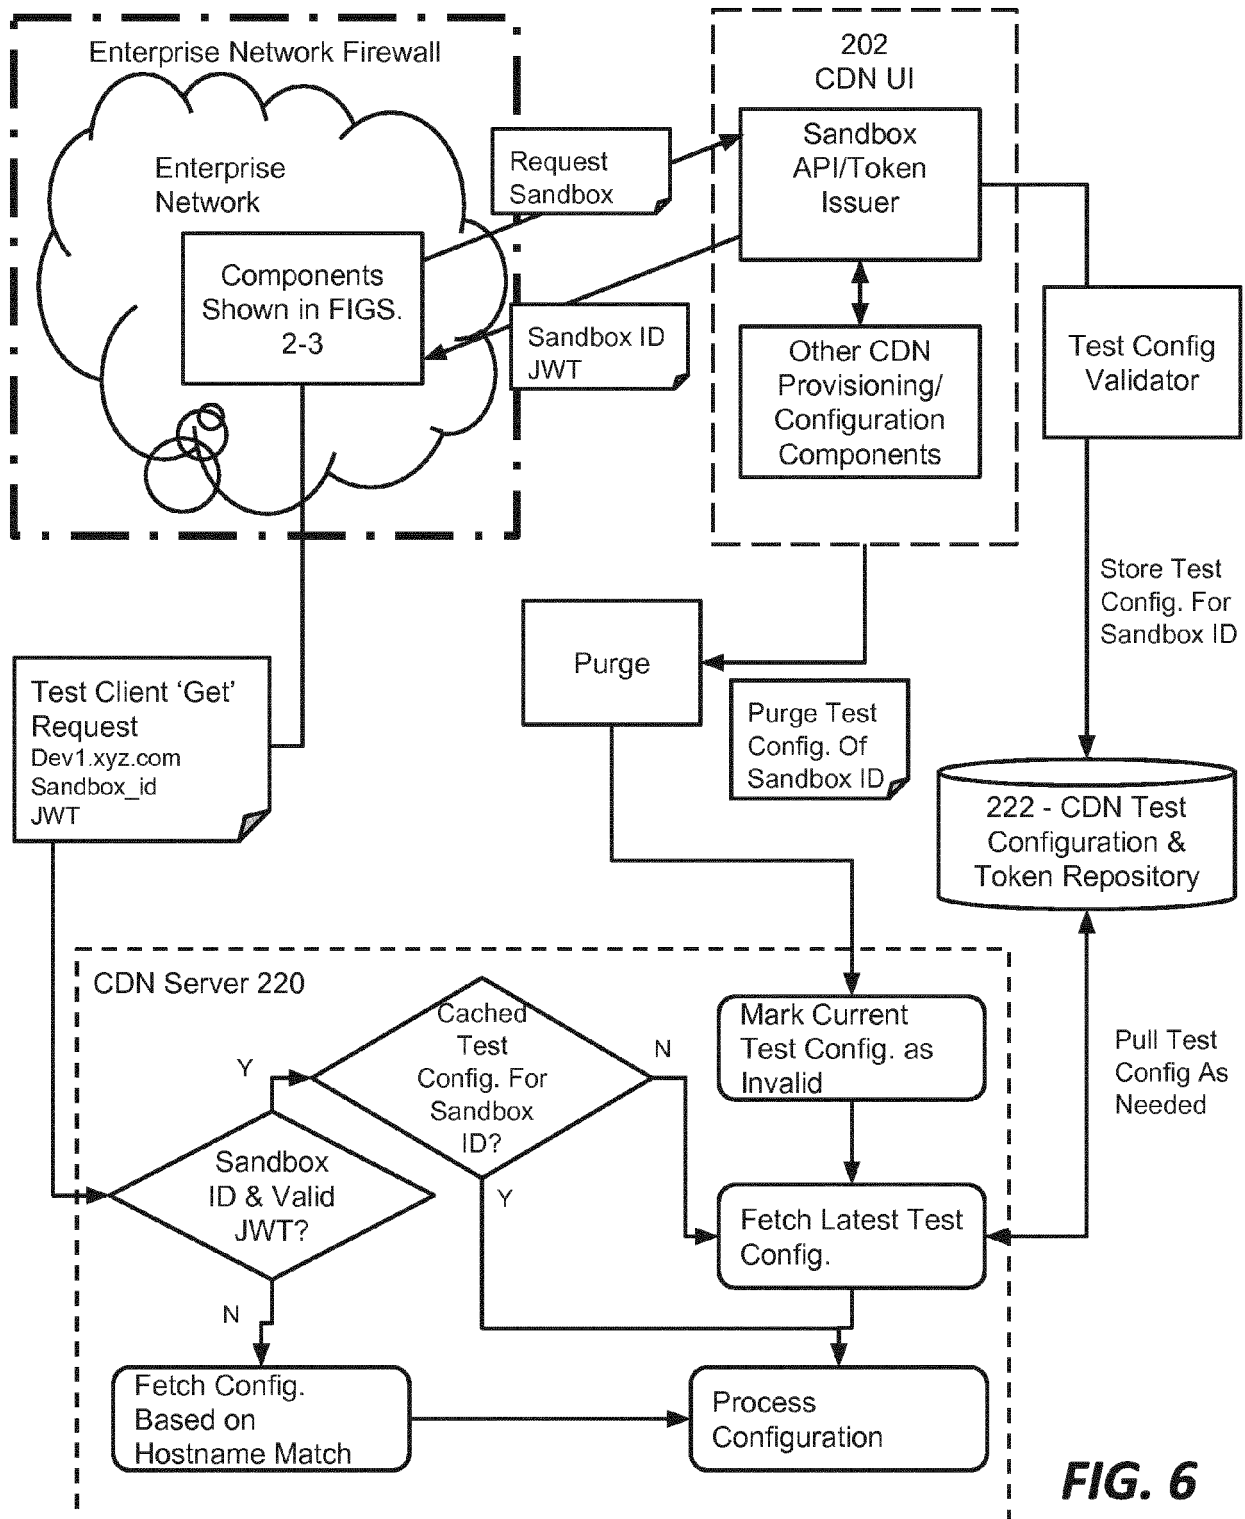 Enterprise Network Firewall
Enterprise
Network
Components
Shown in FIGS.
2-3
Request
Sandbox
Sandbox ID
JWT
202
CDN UI
Sandbox
API/Token
Issuer
Other CDN
Provisioning/
Configuration
Components
Test Config
Validator
Store Test
Config. For
Sandbox ID
Purge
Purge Test
Config. Of
Sandbox ID
Test Client ‘Get’
Request
Dev1.xyz.com
Sandbox_id
JWT
222 - CDN Test
Configuration &
Token Repository
CDN Server 220
Cached
Test
Config. For
Sandbox
ID?
Y
N
Y
Mark Current
Test Config. as
Invalid
Pull Test
Config As
Needed
Sandbox
ID & Valid
JWT?
N
Fetch Latest Test
Config.
Fetch Config.
Based on
Hostname Match
Process
Configuration
FIG. 6